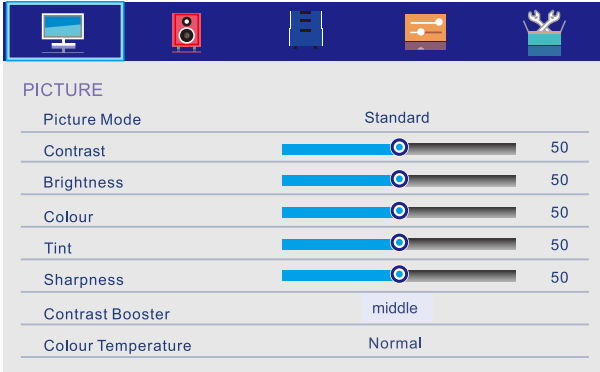 PICTURE
Picture Mode Standard
Contrast 50
Brightness 50
Colour 50
Tint 50
Sharpness 50
Contrast Booster middle
Colour Temperature Normal